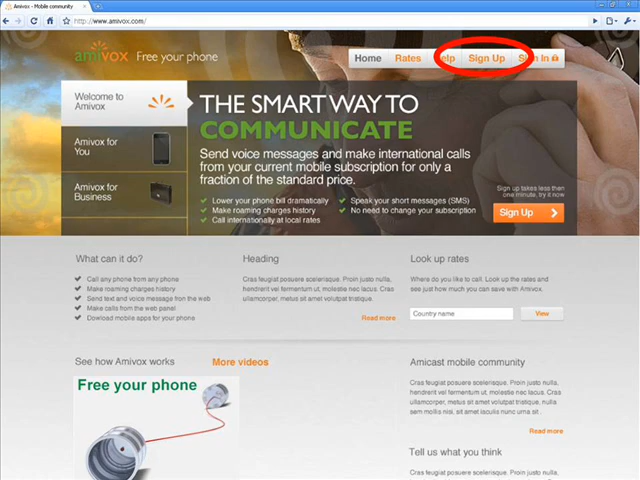 Amivox - Mobile community
http://www.amivox.com/
amivox Free your phone
Home Rates Help Sign Up Sign In
Welcome to
Amivox
THE SMART WAY TO
COMMUNICATE
Amivox for
You
Send voice messages and make international calls
from your current mobile subscription for only a
fraction of the standard price.
Amivox for
Business
Sign up takes less than
one minute, try it now
Lower your phone bill dramatically
Make roaming charges history
Call internationally at local rates
Speak your short messages (SMS)
No need to change your subscription
Sign Up
What can it do?
Call any phone from any phone
Make roaming charges history
Send text and voice message from the web
Make calls from the web panel
Dowload mobile apps for your phone
Heading
Cras feugiat posuere scelerisque. Proin justo nulla,
hendrerit vel fermentum ut, molestie nec lacus. Cras
ullamcorper, metus sit amet volutpat tristique.
Read more
Look up rates
Where do you like to call. Look up the rates and
see just how much you can save with Amivox.
Country name
View
See how Amivox works
More videos
Free your phone
Amicast mobile community
Cras feugiat posuere scelerisque. Proin justo nulla,
hendrerit vel fermentum ut, molestie nec lacus. Cras
ullamcorper, metus sit amet volutpat tristique, nulla
sem mollis nisi, sit amet iaculis nunc urna sit .
Read more
Tell us what you think
Cras feugiat posuere scelerisque. Proin justo nulla,